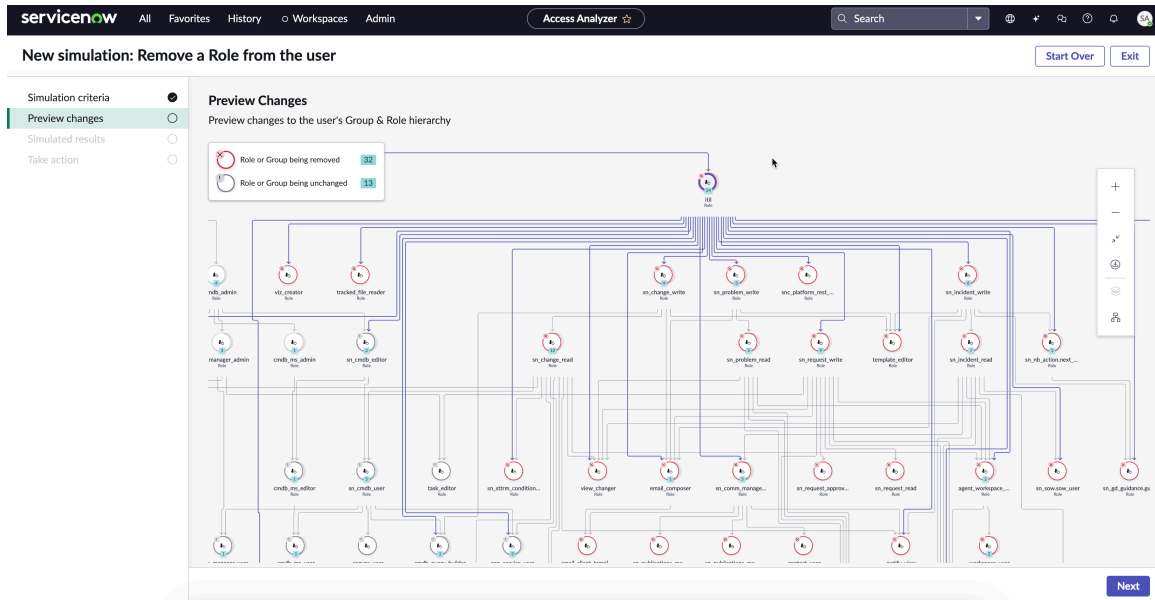 servicenow All Favorites History Workspaces Admin Access Analyzer ☆ Search SA
New simulation: Remove a Role from the user Start Over Exit
Simulation criteria
Preview changes
Simulated results
Take action
Preview Changes
Preview changes to the user's Group & Role hierarchy
Role or Group being removed 32
Role or Group being unchanged 13
itil
Role
viz_creator tracked_file_reader sn_change_write sn_problem_write snc_platform_rest_... sn_incident_write
Role Role Role Role Role Role Role
manager_admin cmdb_ms_admin sn_cmdb_editor sn_change_read sn_problem_read sn_request_write template_editor sn_incident_read sn_nb_action.next_...
Role Role Role Role Role Role Role Role Role
cmdb_ms_editor sn_cmdb_user task_editor sn_sttrm_condition... view_changer email_composer sn_comm_manage... sn_request_approv... sn_request_read agent_workspace_... sn_sow.sow_user sn_gd_guidance.gu
Role Role Role Role Role Role Role Role Role Role Role Role
Next